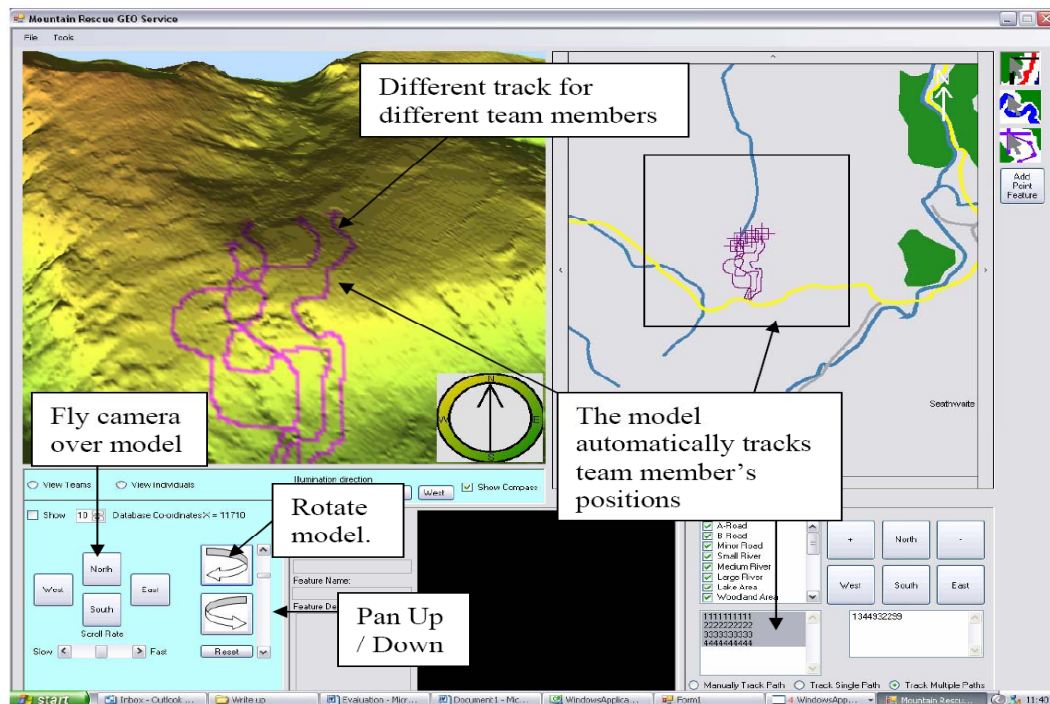 Mountain Rescue GEO Service
File Tools
Different track for
different team members
N
E
S
W
Add
Point
Feature
Seathwaite
Fly camera
over model
The model
automatically tracks
team member's
positions
View Teams View Individuals
Illumination direction
West Show Compass
Rotate
model.
Show 10 Database Co-ordinates X = 11710
North
West East
South
Scroll Rate
Slow Fast
Reset
Feature Name:
Pan Up
/ Down
A-Road
B Road
Minor Road
Small River
Medium River
Large River
Lake Area
Woodland Area
+ North -
West South East
1111111111
2222222222
3333333333
4444444444
1344932299
Manually Track Path Track Single Path Track Multiple Paths
start Inbox - Outlook ... Write up Evaluation - Micr... Document1 - Mic... WindowsApplica... Form1 4 WindowsApp... Mountain Rescu... 11:40